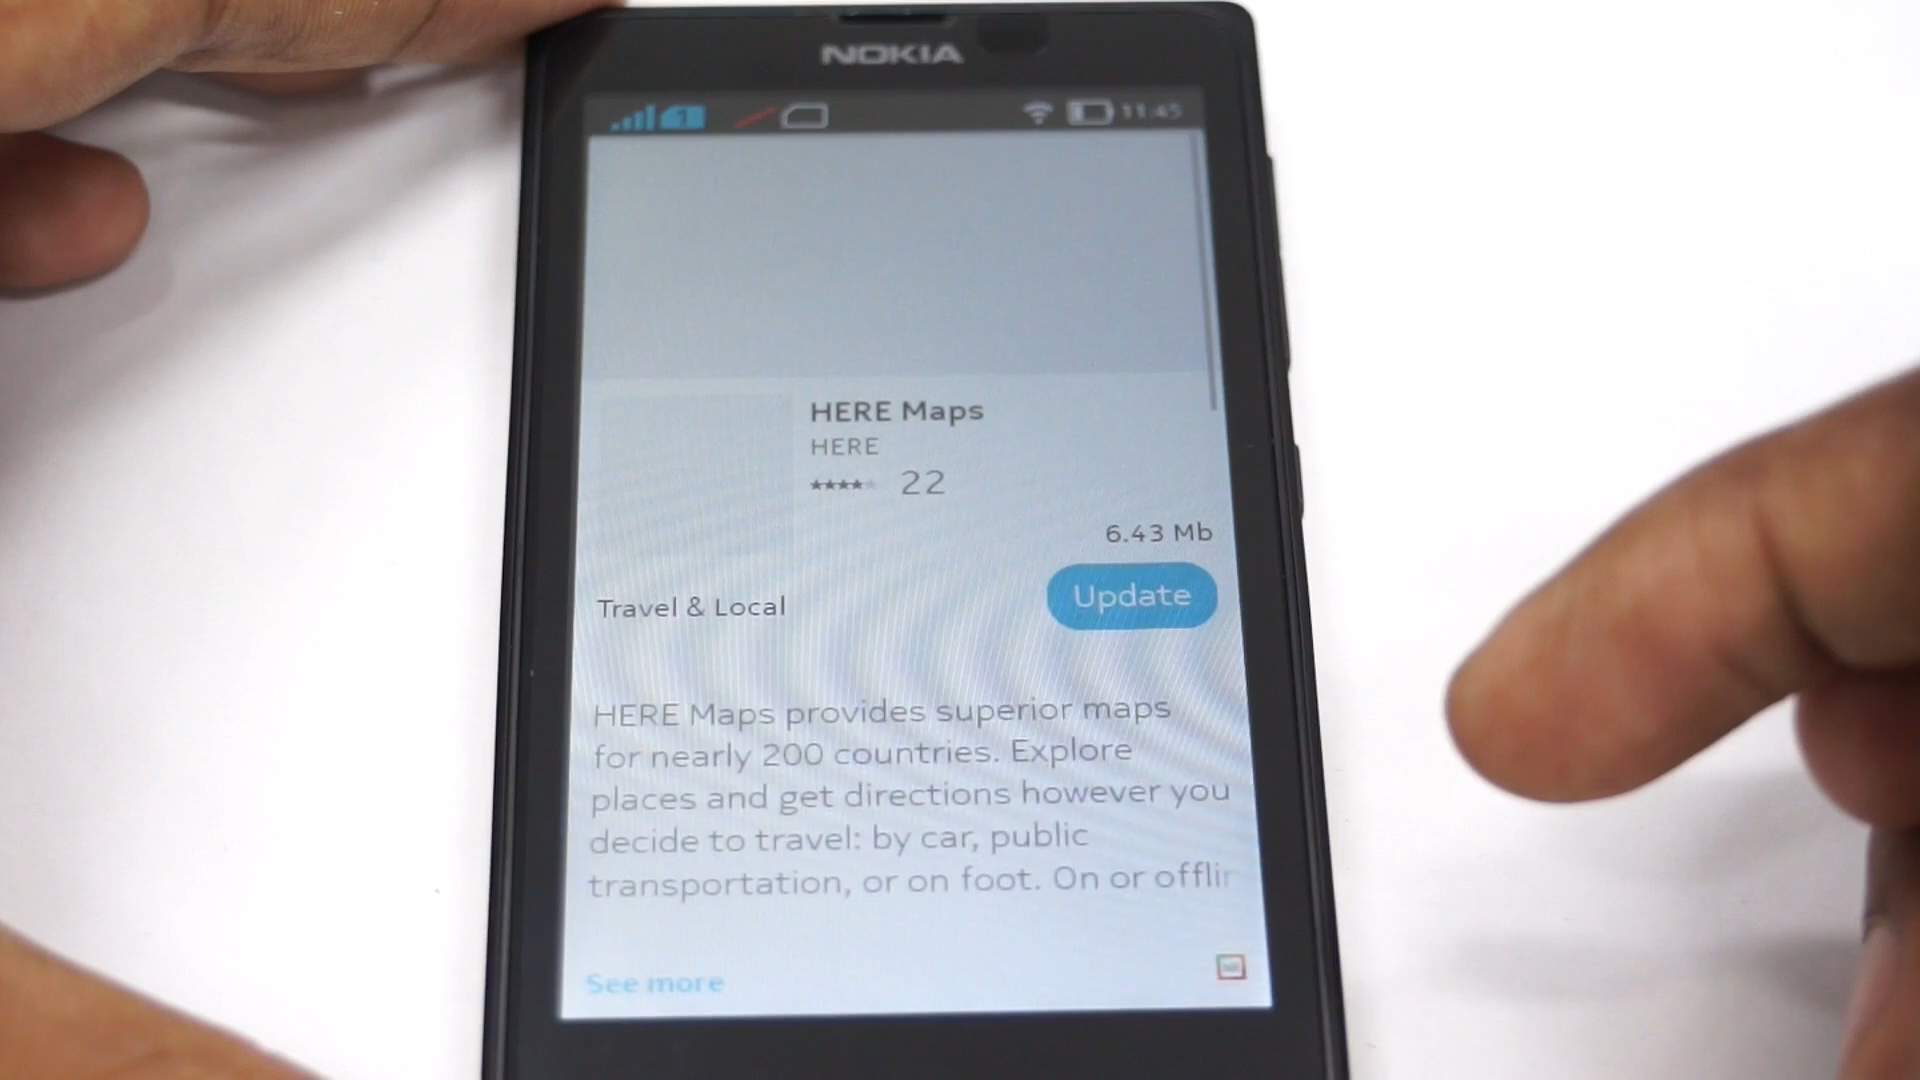 NOKIA
1 11:45
HERE Maps
HERE
22
6.43 Mb
Travel & Local
Update
HERE Maps provides superior maps
for nearly 200 countries. Explore
places and get directions however you
decide to travel: by car, public
transportation, or on foot. On or offlin
See more